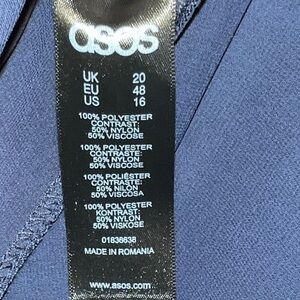 asos
UK 20
EU 48
US 16
100% POLYESTER
CONTRAST:
50% NYLON
50% VISCOSE
100% POLYESTER
CONTRASTE:
50% NYLON
50% VISCOSE
100% POLIÉSTER
CONTRASTE:
50% NILON
50% VISCOSA
100% POLYESTER
KONTRAST:
50% NYLON
50% VISKOSE
01836638
MADE IN ROMANIA
www.asos.com